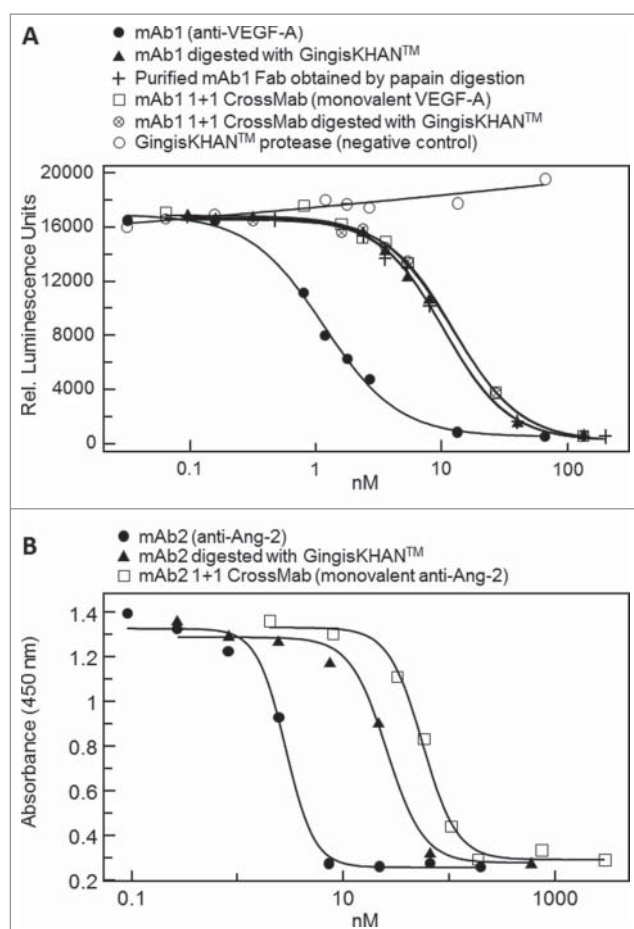 A
mAb1 (anti-VEGF-A)
mAb1 digested with GingisKHAN™
Purified mAb1 Fab obtained by papain digestion
mAb1 1+1 CrossMab (monovalent VEGF-A)
mAb1 1+1 CrossMab digested with GingisKHAN™
GingisKHAN™ protease (negative control)
Rel. Luminescence Units
20000
16000
12000
8000
4000
0
0.1 1 10 100
nM
B
mAb2 (anti-Ang-2)
mAb2 digested with GingisKHAN™
mAb2 1+1 CrossMab (monovalent anti-Ang-2)
Absorbance (450 nm)
1.4
1.2
1
0.8
0.6
0.4
0.2
0.1 10 1000
nM